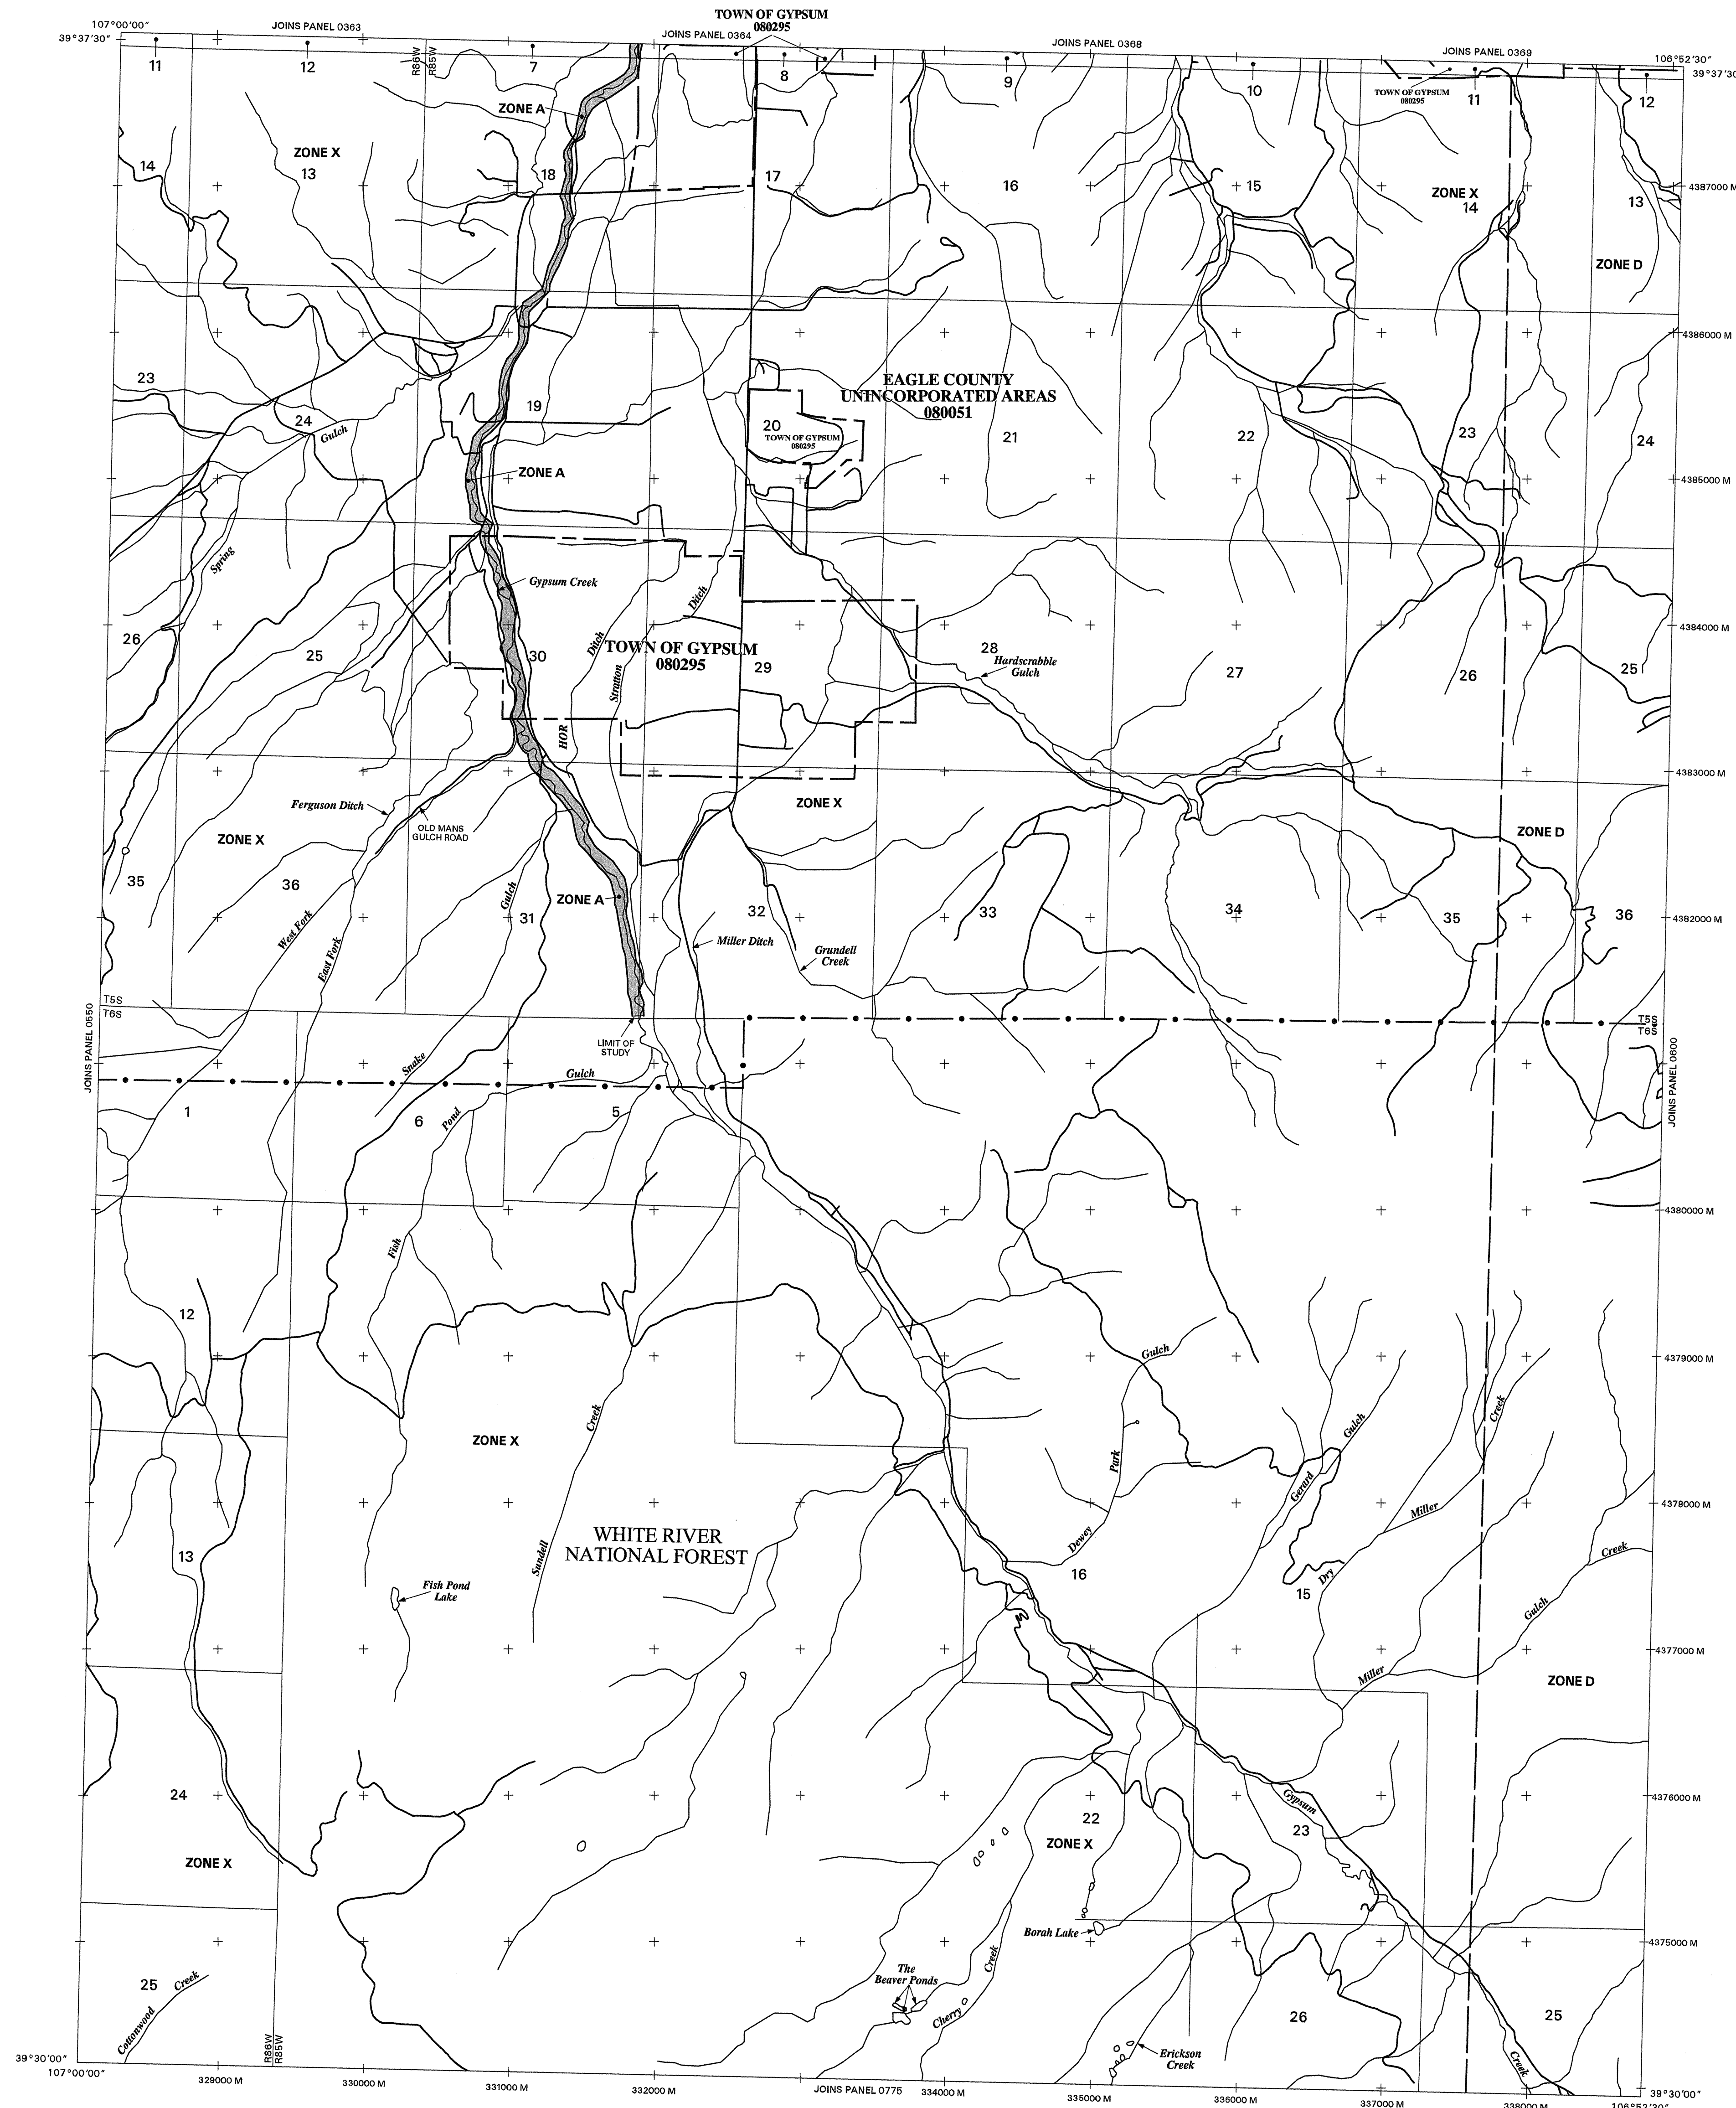 TOWN OF GYPSUM
080295
107°00'00"
39°37'30"
JOINS PANEL 0363
JOINS PANEL 0364
JOINS PANEL 0368
JOINS PANEL 0369
106°52'30"
11
12
R86W
R85W
7
8
9
10
TOWN OF GYPSUM
080295
11
12
ZONE A
ZONE X
13
14
18
17
16
15
ZONE X
14
13
4387000 M
ZONE D
4386000 M
23
24
Gulch
19
EAGLE COUNTY
UNINCORPORATED AREAS
080051
20
TOWN OF GYPSUM
080295
21
22
23
24
ZONE A
4385000 M
Spring
Gypsum Creek
Ditch
26
25
30
Ditch
TOWN OF GYPSUM
080295
Stratton
HOR
29
28
Hardscrabble
Gulch
27
26
25
4384000 M
4383000 M
Ferguson Ditch
OLD MANS
GULCH ROAD
ZONE X
ZONE X
ZONE D
35
36
West Fork
East Fork
Gulch
31
ZONE A
32
Miller Ditch
Grundell
Creek
33
34
35
36
4382000 M
T5S
T6S
JOINS PANEL 0550
LIMIT OF
STUDY
T5S
T6S
JOINS PANEL 0600
Snake
Gulch
1
6
Pond
5
Fish
4380000 M
12
4379000 M
Gulch
Creek
ZONE X
Park
Gerard
Gulch
Creek
Miller
4378000 M
13
WHITE RIVER
NATIONAL FOREST
Sundell
Fish Pond
Lake
Dewey
16
15
Dry
Creek
Gulch
Miller
4377000 M
ZONE D
24
ZONE X
22
ZONE X
Gypsum
23
4376000 M
Borah Lake
4375000 M
25
Creek
Cottonwood
The
Beaver Ponds
Creek
Cherry
Erickson
Creek
26
25
Creek
R86W
R85W
39°30'00"
107°00'00"
329000 M
330000 M
331000 M
332000 M
JOINS PANEL 0775
334000 M
335000 M
336000 M
337000 M
39°30'00"